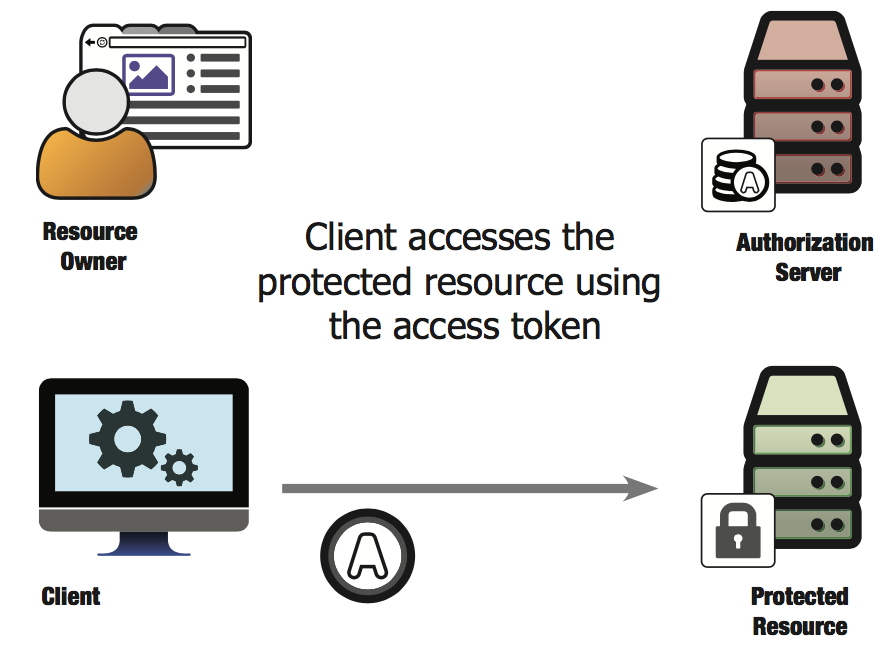 Resource
Owner
Authorization
Server
Client accesses the
protected resource using
the access token
A
A
Client
Protected
Resource